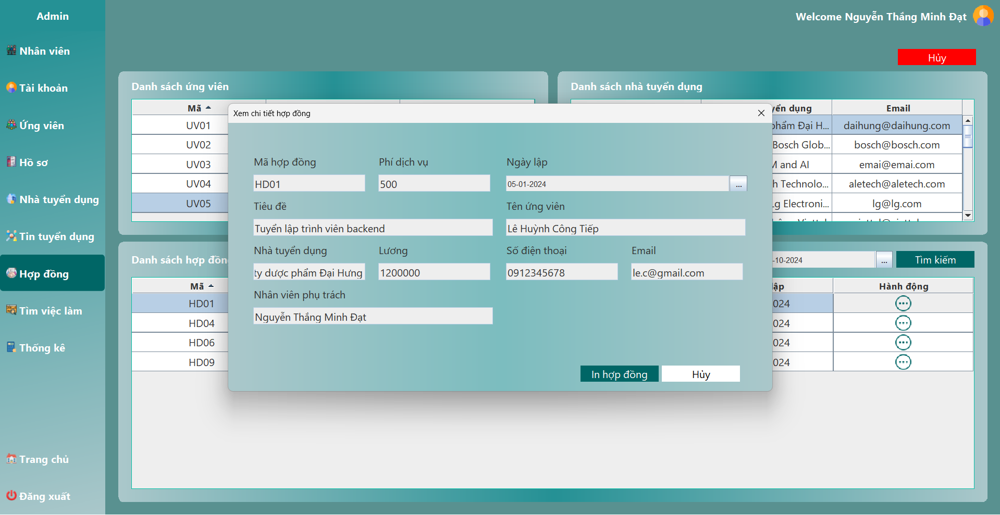 Admin
Welcome Nguyễn Thắng Minh Đạt
Nhân viên
Tài khoản
Ứng viên
Hồ sơ
Nhà tuyển dụng
Tin tuyển dụng
Hợp đồng
Tìm việc làm
Thống kê
Trang chủ
Đăng xuất
Hủy
Danh sách ứng viên
Mã
UV01
UV02
UV03
UV04
UV05
Danh sách nhà tuyển dụng
dụng Email
phẩm Đại H... daihung@daihung.com
Bosch Glob... bosch@bosch.com
and AI emai@emai.com
Technolo... aletech@aletech.com
Electroni... lg@lg.com
Xem chi tiết hợp đồng
Mã hợp đồng Phí dịch vụ Ngày lập
HD01 500 05-01-2024 ...
Tiêu đề Tên ứng viên
Tuyển lập trình viên backend Lê Huỳnh Công Tiếp
Nhà tuyển dụng Lương Số điện thoại Email
ty dược phẩm Đại Hưng 1200000 0912345678 le.c@gmail.com
Nhân viên phụ trách
Nguyễn Thắng Minh Đạt
In hợp đồng Hủy
Danh sách hợp đồn
-10-2024 ... Tìm kiếm
Mã lập Hành động
HD01 024
HD04 024
HD06 024
HD09 024